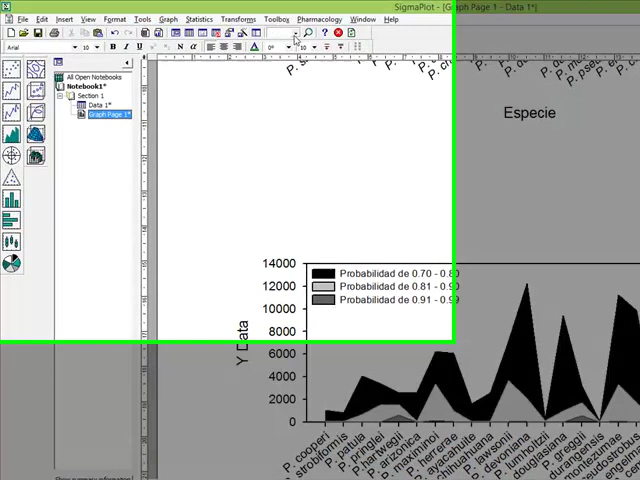 SigmaPlot - [Graph Page 1 - Data 1*]
File Edit View Insert Format Tools Graph Statistics Transforms Toolbox Pharmacology Window Help
Arial 10 B I U N 0° 10
All Open Notebooks
Notebook1*
Section 1
Data 1*
Graph Page 1*
Especie
14000
12000
10000
8000
6000
4000
2000
0
Y Data
Probabilidad de 0.70 - 0.80
Probabilidad de 0.81 - 0.90
Probabilidad de 0.91 - 0.99
P. cooperi
P. strobiformis
P. patula
P. pringlei
P. hartwegii
P. arizonica
P. maximinoi
P. herrerae
P. ayacahuite
chihuahuana
P. lawsonii
P. devoniana
P. lumholtzii
douglasiana
P. greggii
durangensis
montezumae